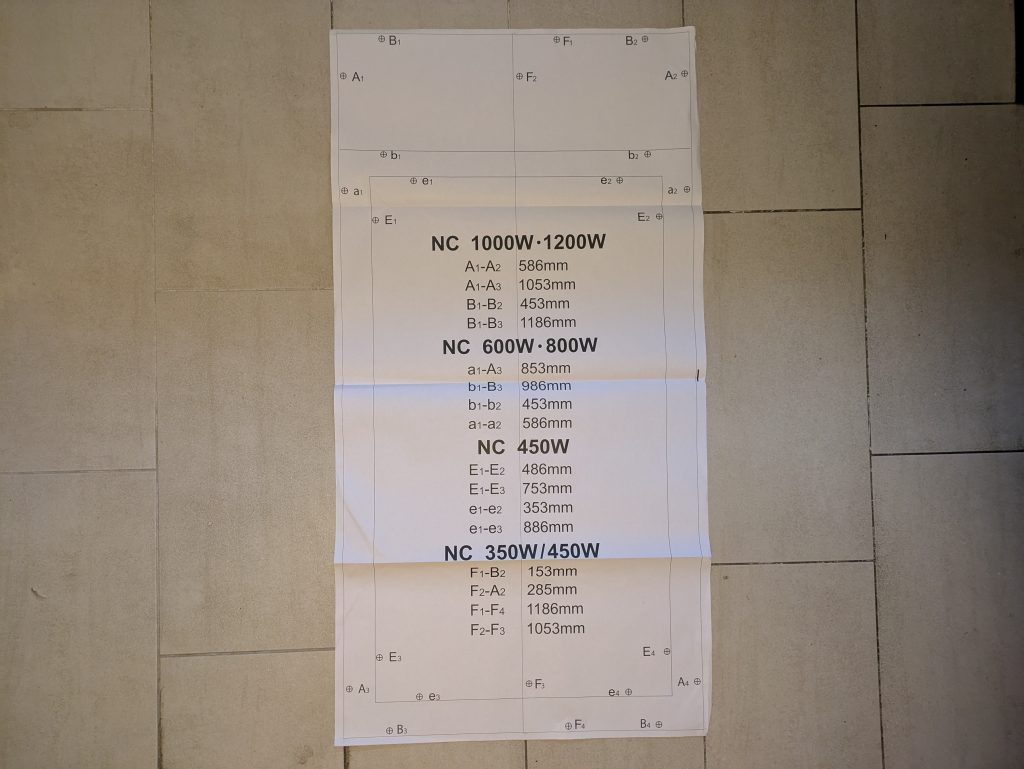 B1 F1 B2
A1 F2 A2
b1 b2
e1 e2
a1 a2
E1 E2
NC 1000W·1200W
A1-A2 586mm
A1-A3 1053mm
B1-B2 453mm
B1-B3 1186mm
NC 600W·800W
a1-A3 853mm
b1-B3 986mm
b1-b2 453mm
a1-a2 586mm
NC 450W
E1-E2 486mm
E1-E3 753mm
e1-e2 353mm
e1-e3 886mm
NC 350W/450W
F1-B2 153mm
F2-A2 285mm
F1-F4 1186mm
F2-F3 1053mm
E3 E4
A3 F3 A4
e3 e4
B3 F4 B4